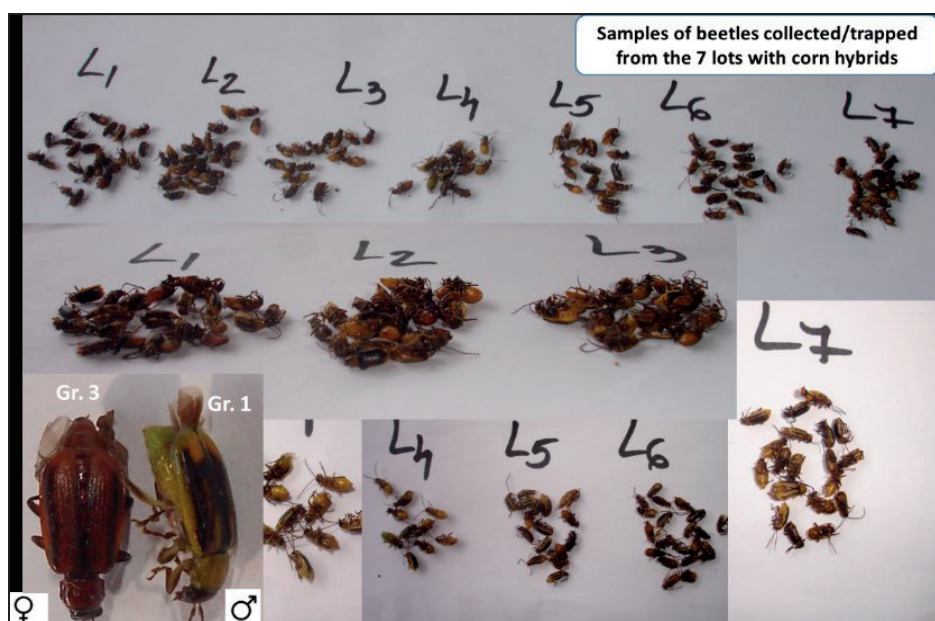 Samples of beetles collected/trapped
from the 7 lots with corn hybrids
L1 L2 L3 L4 L5 L6 L7
L1 L2 L3
L7
Gr. 3 Gr. 1
L4 L5 L6
♀ ♂